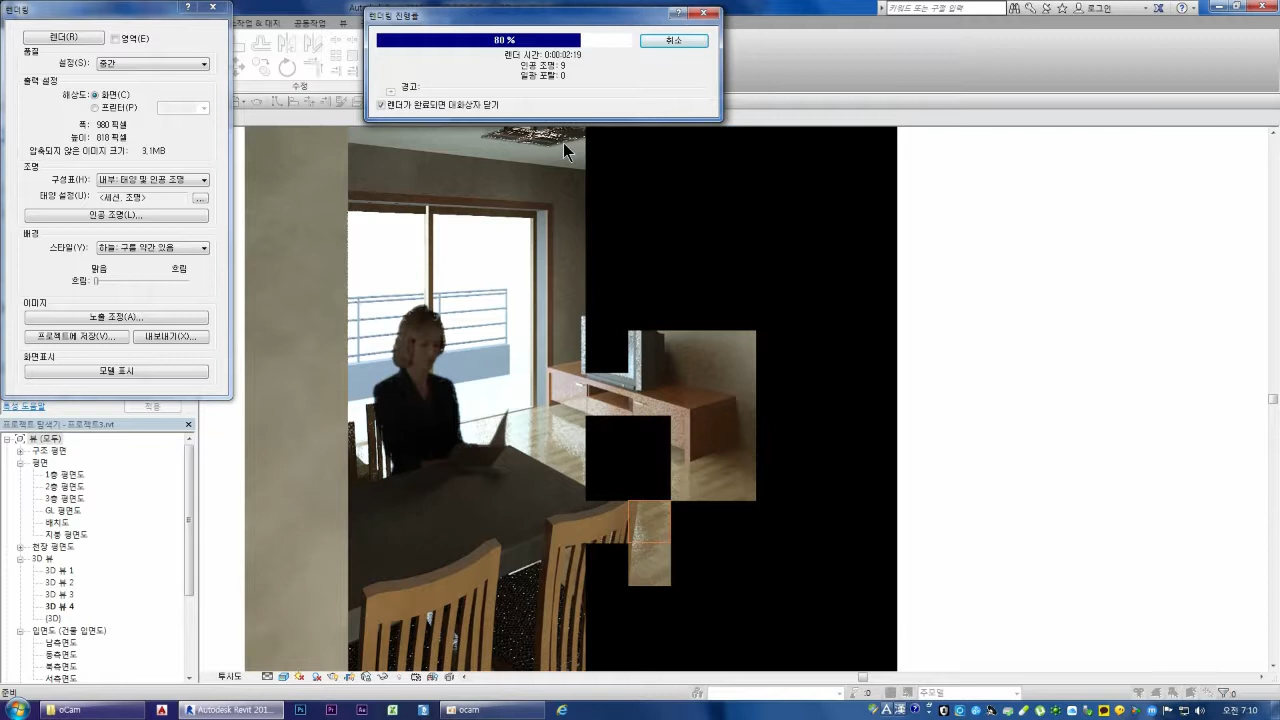 렌더링
렌더(R)
영역(E)
품질
중간
출력 설정
해상도: 화면(C)
프린터(P)
폭: 980 픽셀
높이: 818 픽셀
압축되지 않은 이미지 크기: 3.1MB
조명
구성표(H): 내부: 태양 및 인공 조명
태양 설정(U): <세션, 조명>
...
인공 조명(L)...
배경
스타일(Y): 하늘: 구름 약간 있음
맑음 흐림
흐림:
이미지
노출 조정(A)...
프로젝트에 저장(V)... 내보내기(X)...
화면표시
모델 표시
특성 도움말 적용
프로젝트 탐색기 - 프로젝트3.rvt
뷰 (모두)
구조 평면
평면
1층 평면도
2층 평면도
3층 평면도
GL 평면도
배치도
지붕 평면도
천장 평면도
3D 뷰
3D 뷰 1
3D 뷰 2
3D 뷰 3
3D 뷰 4
{3D}
입면도 (건물 입면도)
남측면도
동측면도
북측면도
서측면도
공동작업 뷰
수정
렌더링 진행률
80 %
취소
렌더 시간: 0:00:02:19
인공 조명: 9
일광 포탈: 0
경고:
렌더가 완료되면 대화상자 닫기
키워드 또는 구절 입력
투시도
준비
:0
주모델
:0
oCam
Autodesk Revit 201...
ocam
A 漢
오전 7:10